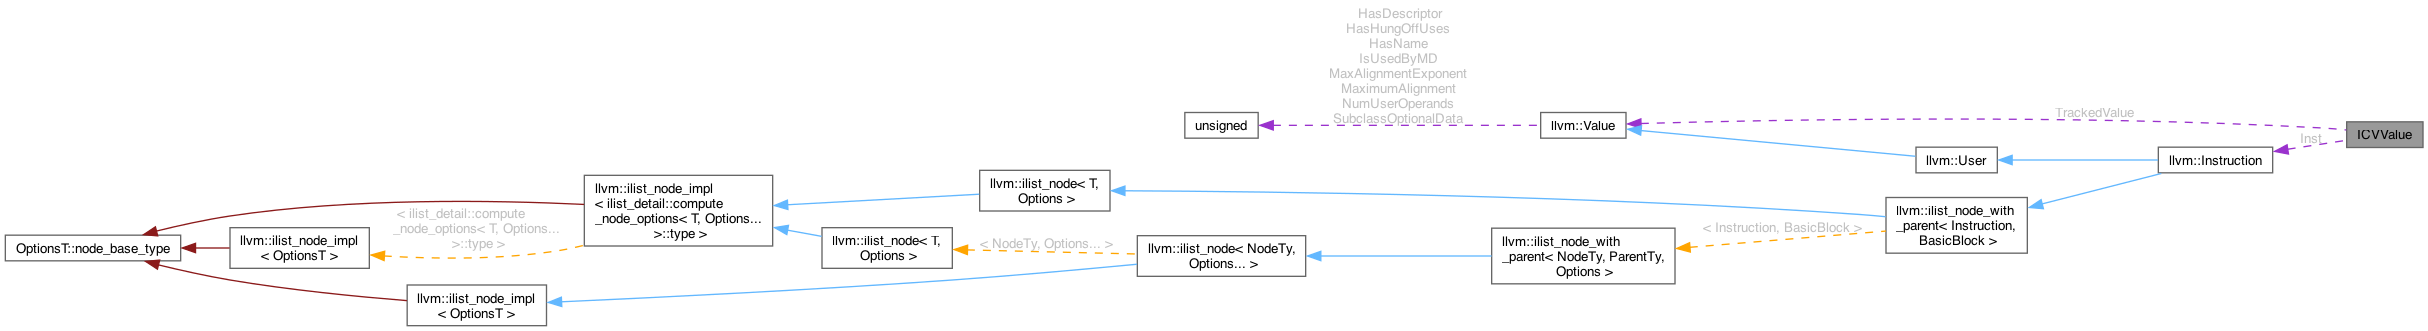 HasDescriptor
HasHungOffUses
HasName
IsUsedByMD
MaxAlignmentExponent
MaximumAlignment
NumUserOperands
SubclassOptionalData
unsigned
llvm::Value
TrackedValue
ICVValue
Inst
llvm::User
llvm::Instruction
llvm::ilist_node_impl
< ilist_detail::compute
_node_options< T, Options...
>::type >
llvm::ilist_node< T,
Options >
llvm::ilist_node_with
_parent< Instruction,
BasicBlock >
OptionsT::node_base_type
llvm::ilist_node_impl
< OptionsT >
< ilist_detail::compute
_node_options< T, Options...
>::type >
llvm::ilist_node< T,
Options >
< NodeTy, Options... >
llvm::ilist_node< NodeTy,
Options... >
llvm::ilist_node_with
_parent< NodeTy, ParentTy,
Options >
< Instruction, BasicBlock >
llvm::ilist_node_impl
< OptionsT >